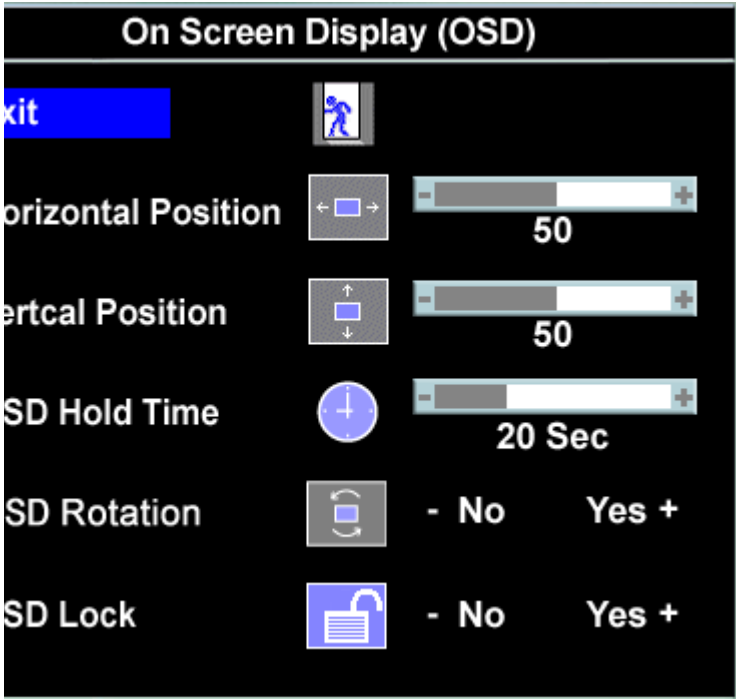 On Screen Display (OSD)
xit
orizontal Position
- +
50
ertcal Position
- +
50
SD Hold Time
- +
20 Sec
SD Rotation - No Yes +
SD Lock - No Yes +